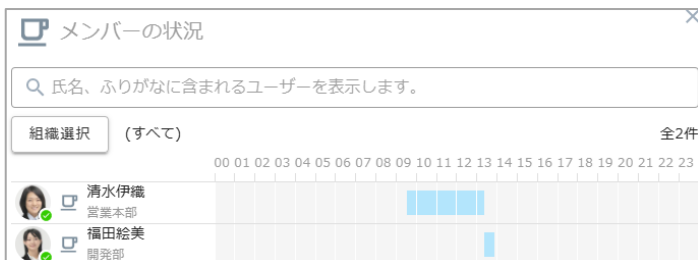 メンバーの状況
氏名、ふりがなに含まれるユーザーを表示します。
組織選択 (すべて) 全2件
00 01 02 03 04 05 06 07 08 09 10 11 12 13 14 15 16 17 18 19 20 21 22 23
清水伊織
営業本部
福田絵美
開発部